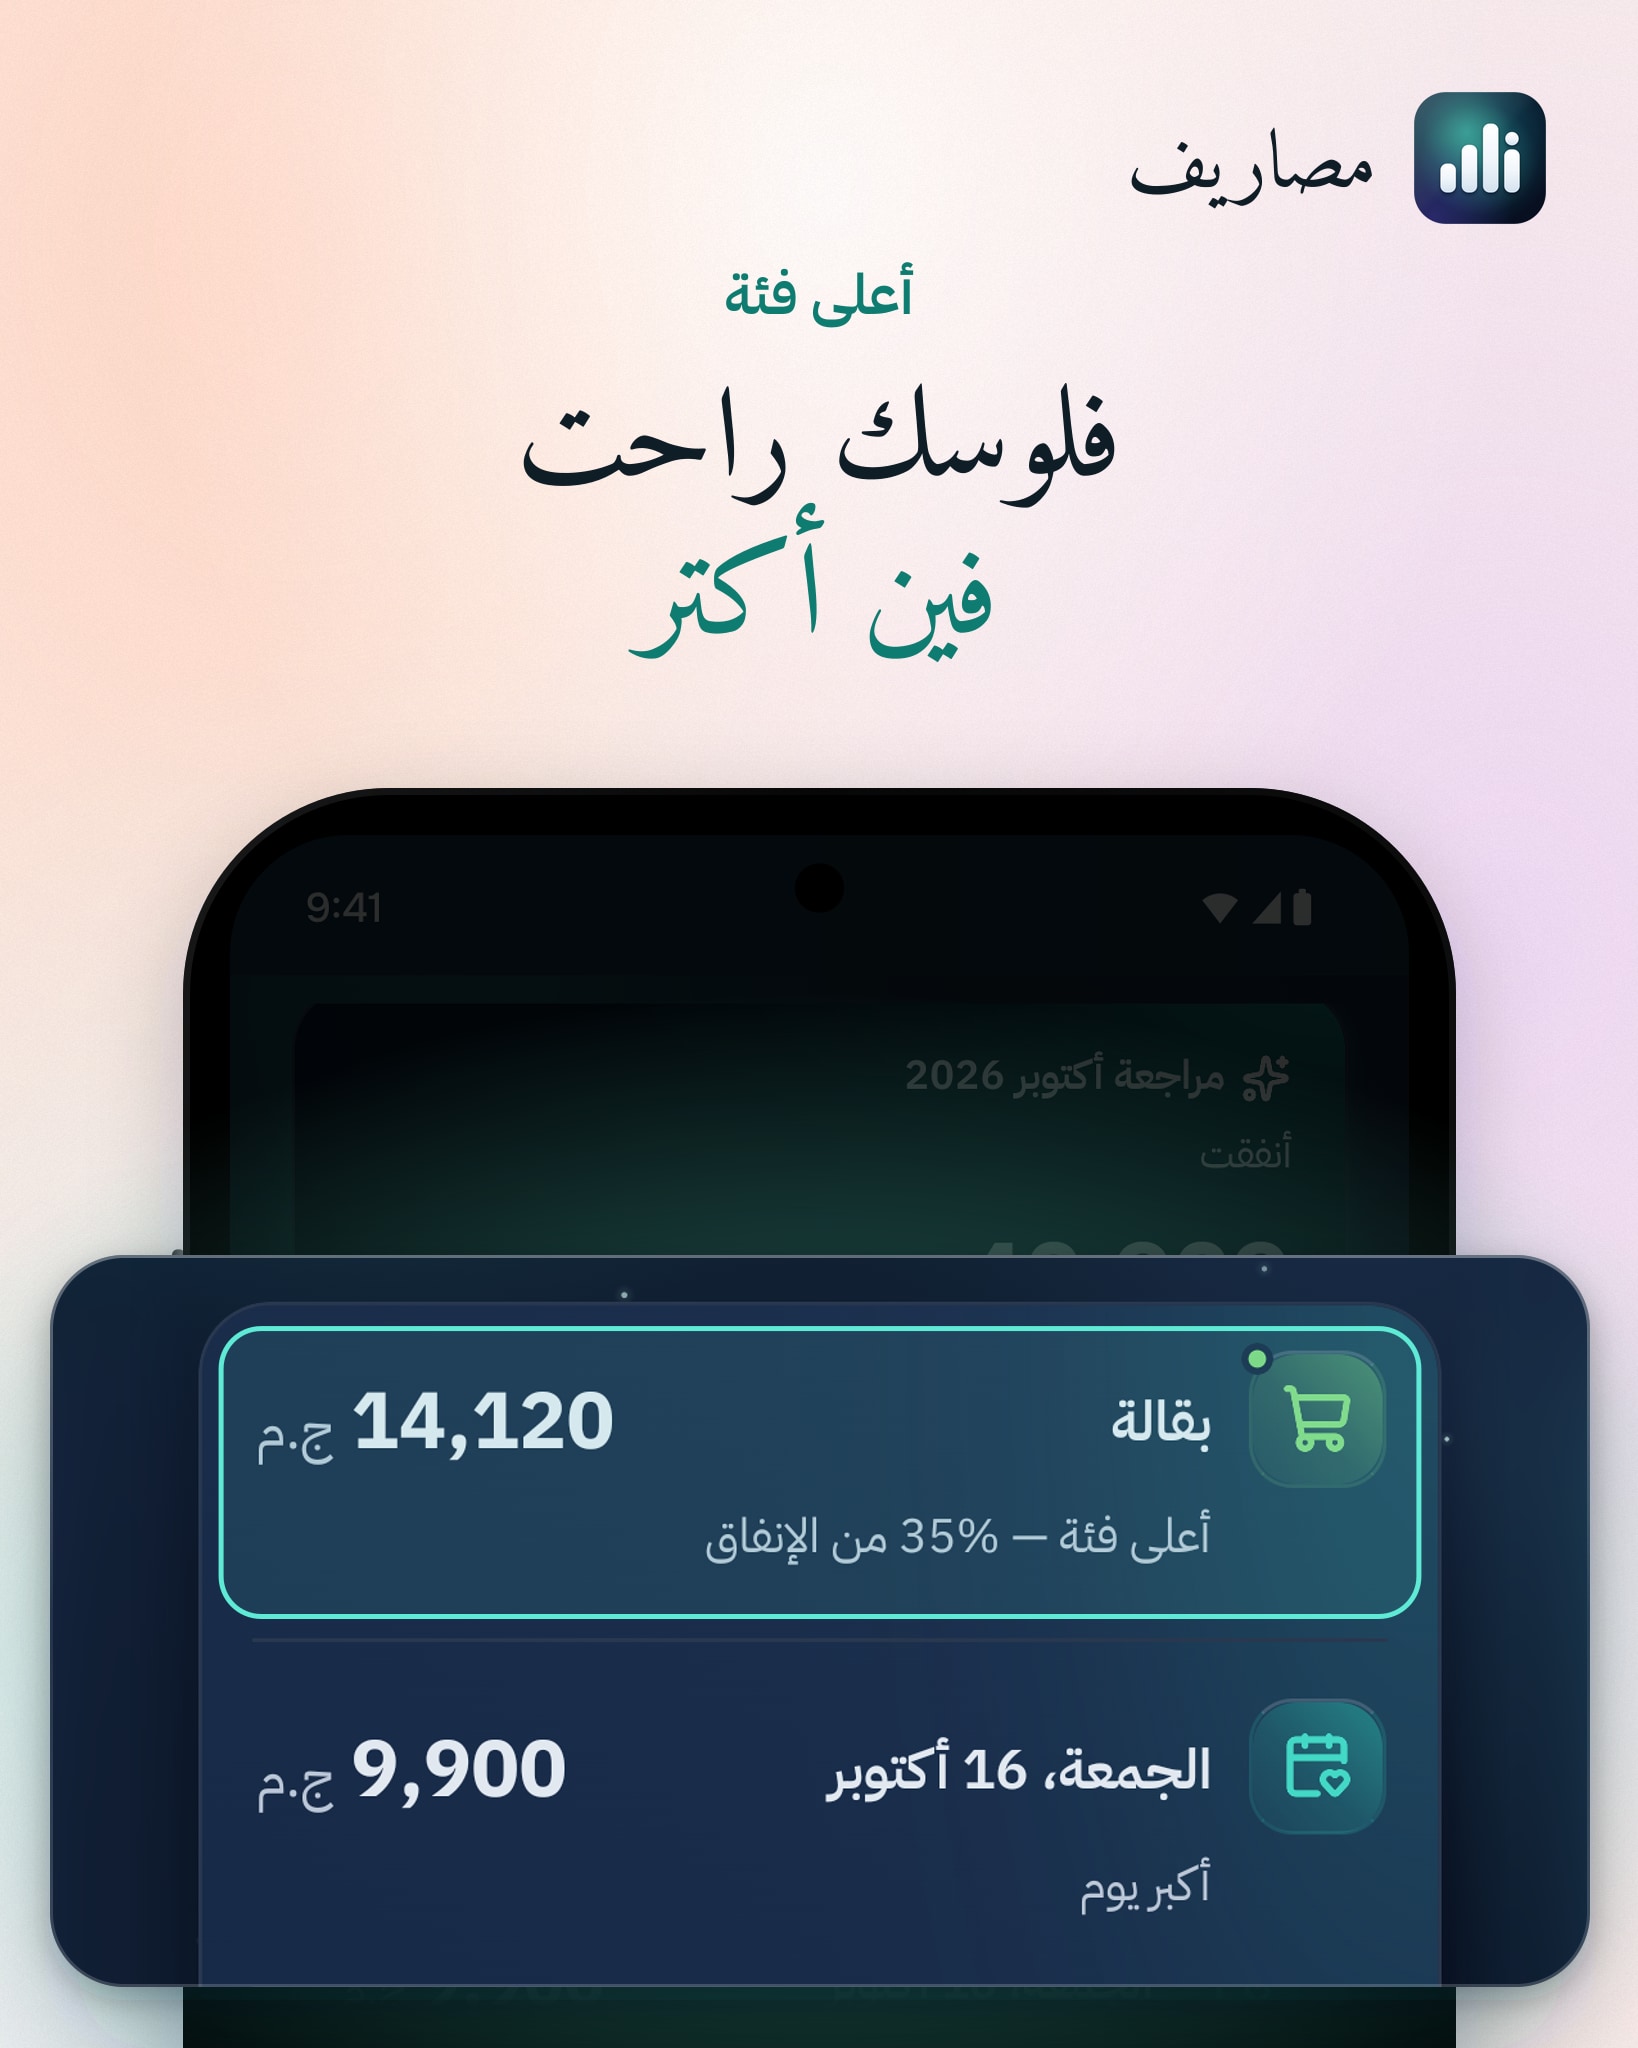 مصاريف
أعلى فئة
فلوسك راحت
فين أكتر
9:41
مراجعة أكتوبر 2026
أنفقت
بقالة 14,120 ج.م
أعلى فئة — 35% من الإنفاق
الجمعة، 16 أكتوبر 9,900 ج.م
أكبر يوم